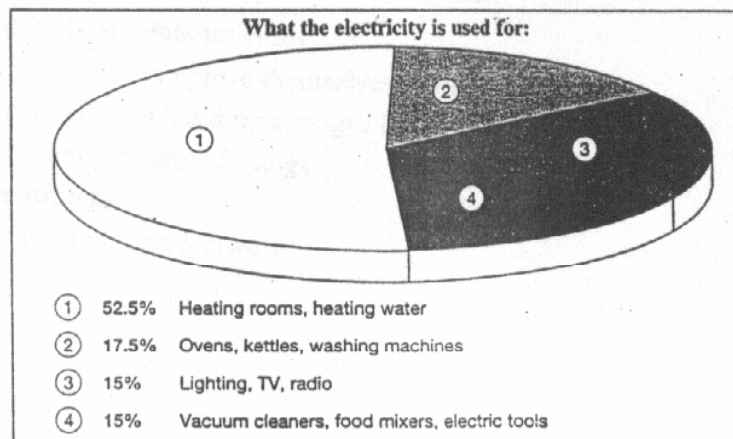 What the electricity is used for:
1
2
3
4
1 52.5% Heating rooms, heating water
2 17.5% Ovens, kettles, washing machines
3 15% Lighting, TV, radio
4 15% Vacuum cleaners, food mixers, electric tools